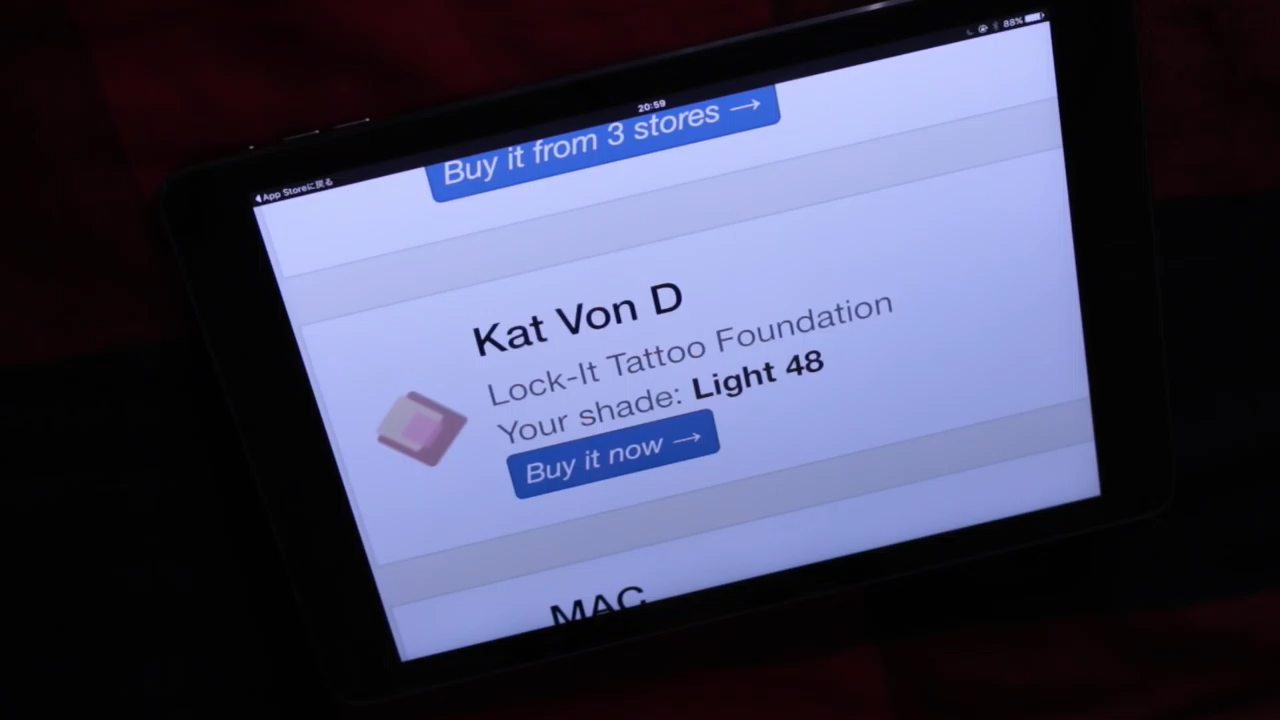 App Storeに戻る
20:59
88%
Buy it from 3 stores →
Kat Von D
Lock-It Tattoo Foundation
Your shade: Light 48
Buy it now →
MAC